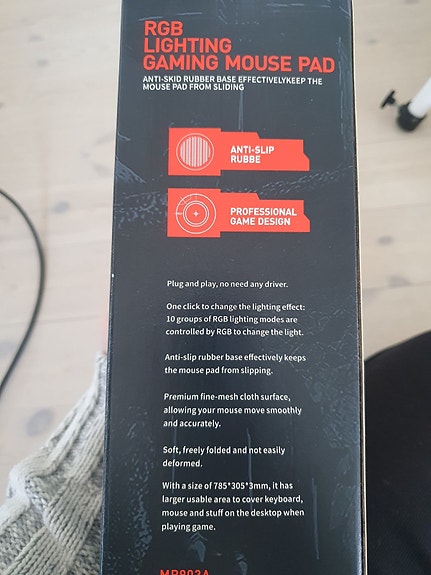 RGB
LIGHTING
GAMING MOUSE PAD
ANTI-SKID RUBBER BASE EFFECTIVELYKEEP THE
MOUSE PAD FROM SLIDING
ANTI-SLIP
RUBBE
PROFESSIONAL
GAME DESIGN
Plug and play, no need any driver.
One click to change the lighting effect:
10 groups of RGB lighting modes are
controlled by RGB to change the light.
Anti-slip rubber base effectively keeps
the mouse pad from slipping.
Premium fine-mesh cloth surface,
allowing your mouse move smoothly
and accurately.
Soft, freely folded and not easily
deformed.
With a size of 785*305*3mm, it has
larger usable area to cover keyboard,
mouse and stuff on the desktop when
playing game.